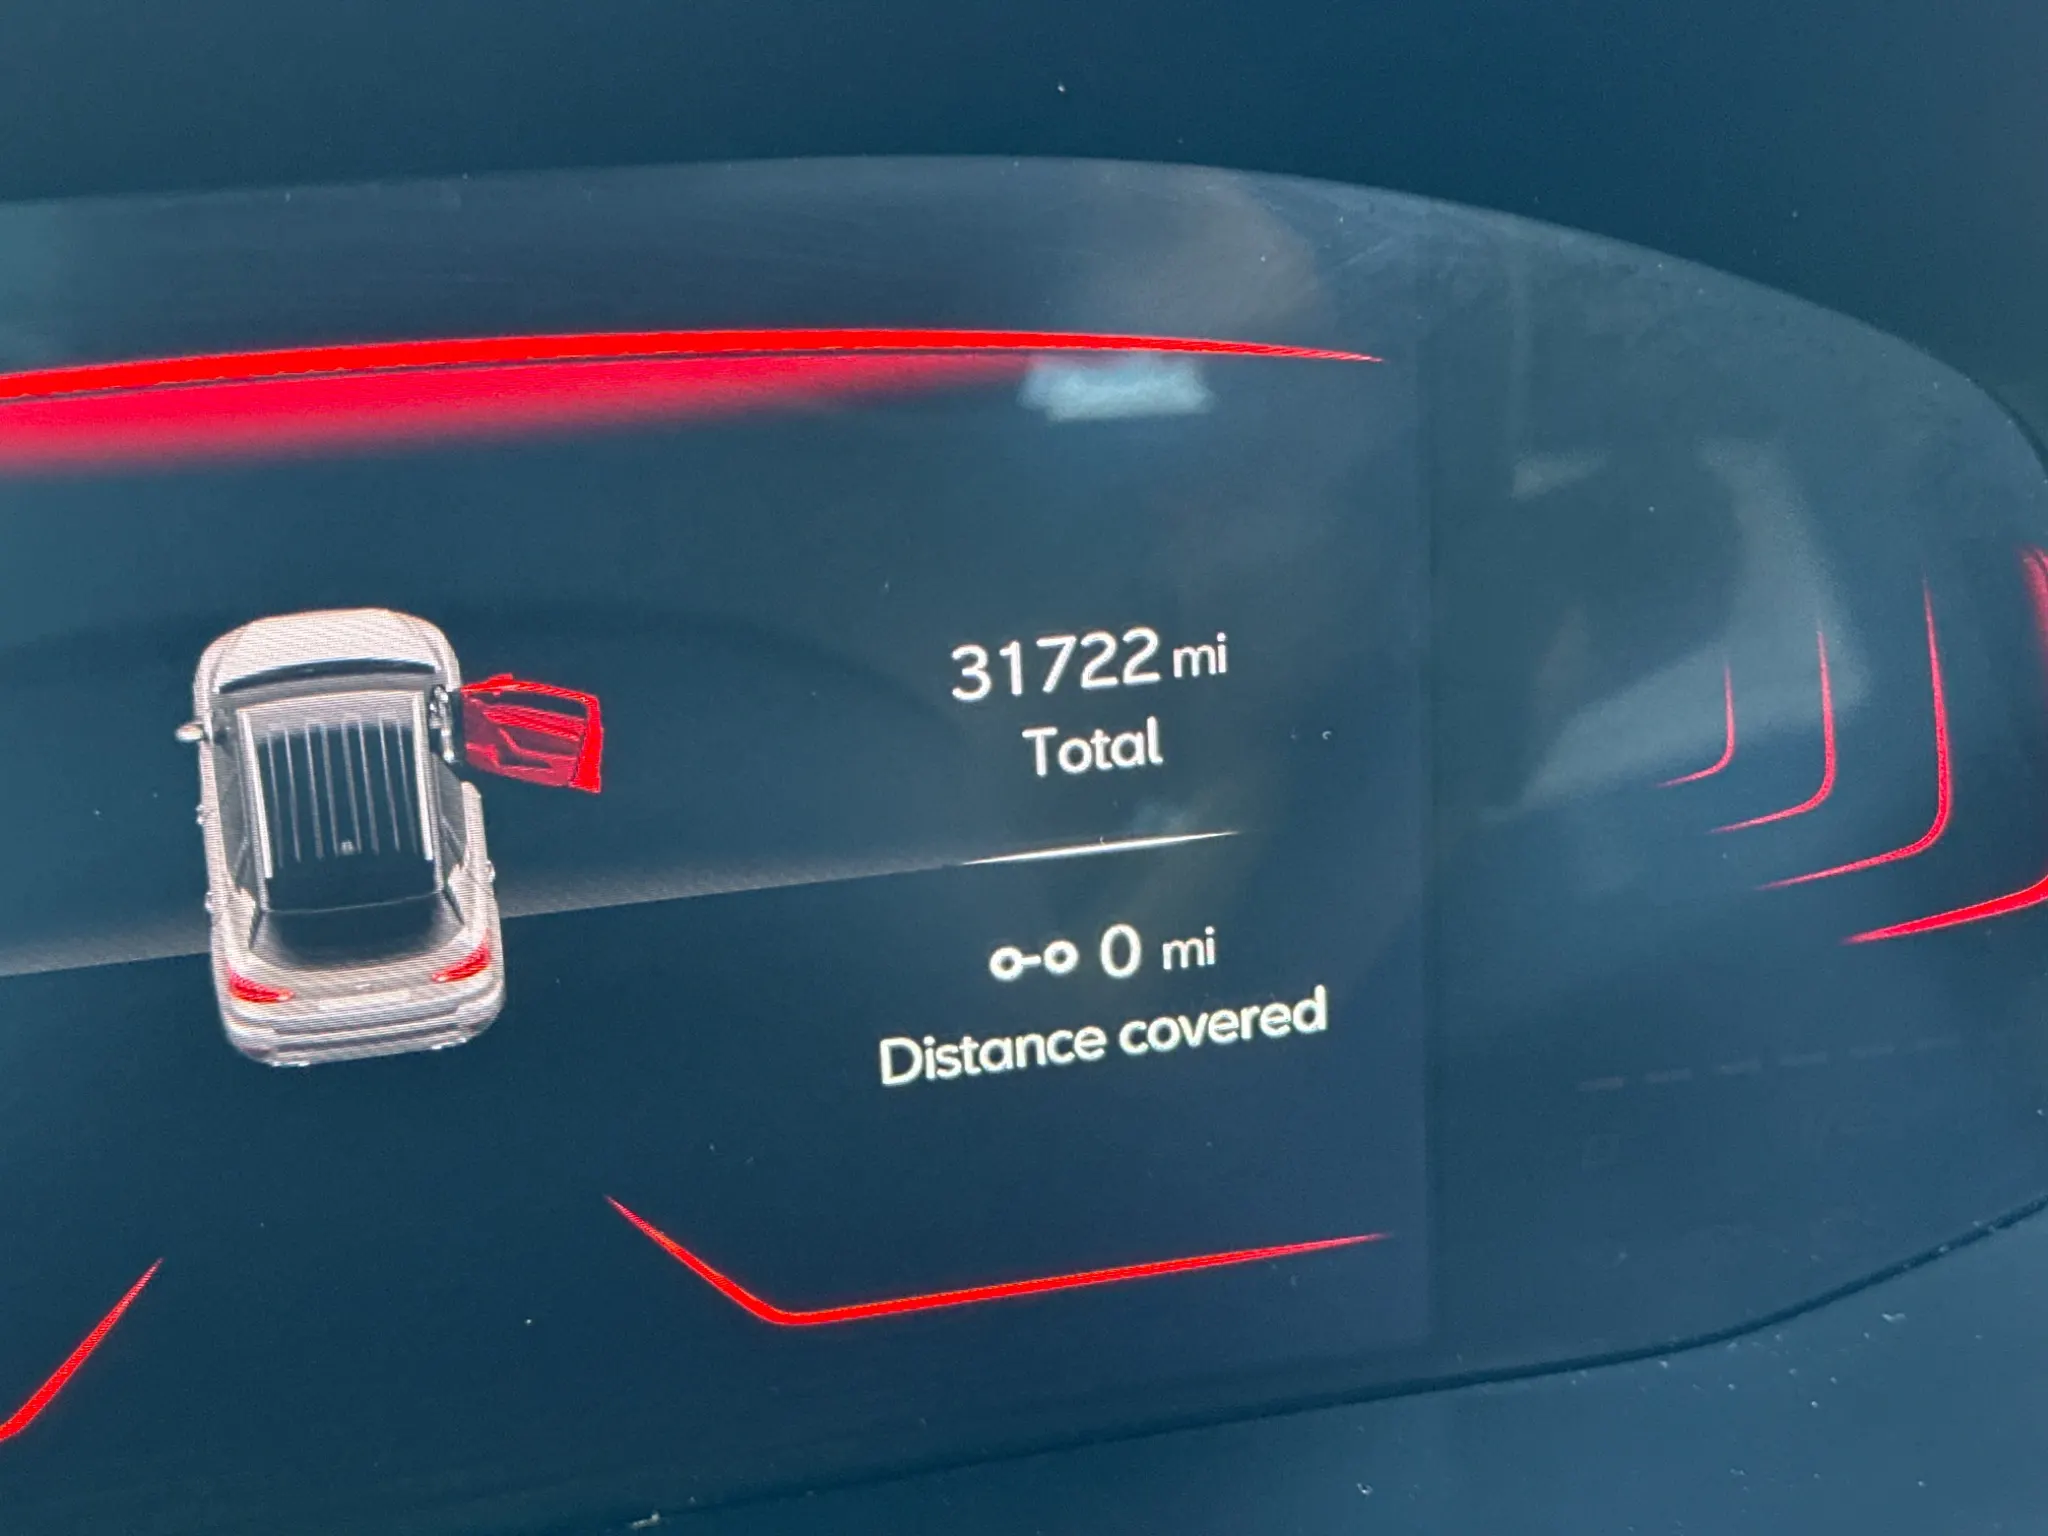 31722 mi
Total
0 mi
Distance covered